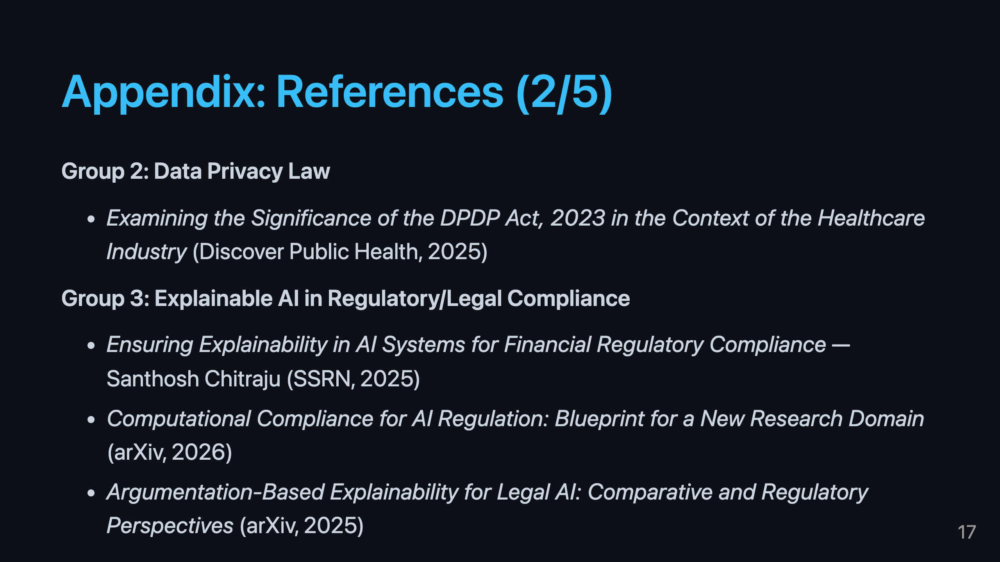 Appendix: References (2/5)
Group 2: Data Privacy Law
• Examining the Significance of the DPDP Act, 2023 in the Context of the Healthcare
Industry (Discover Public Health, 2025)
Group 3: Explainable AI in Regulatory/Legal Compliance
• Ensuring Explainability in AI Systems for Financial Regulatory Compliance —
Santhosh Chitraju (SSRN, 2025)
• Computational Compliance for AI Regulation: Blueprint for a New Research Domain
(arXiv, 2026)
• Argumentation-Based Explainability for Legal AI: Comparative and Regulatory
Perspectives (arXiv, 2025)
17